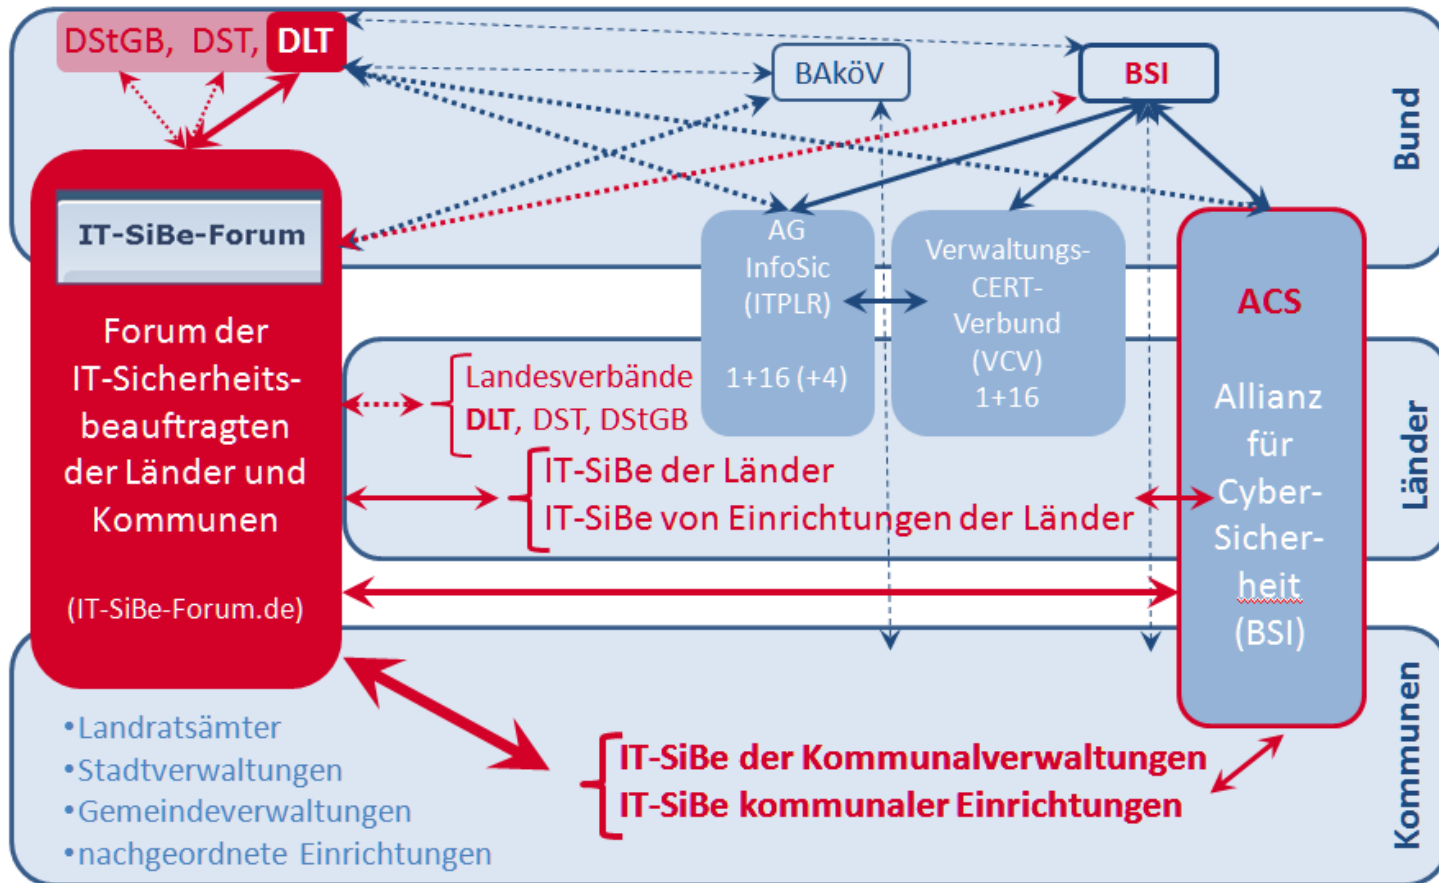 DStGB, DST, DLT
BAköV
BSI
Bund
IT-SiBe-Forum
Forum der
IT-Sicherheits-
beauftragten
der Länder und
Kommunen
(IT-SiBe-Forum.de)
AG
InfoSic
(ITPLR)
1+16 (+4)
Verwaltungs-
CERT-
Verbund
(VCV)
1+16
ACS
Allianz
für
Cyber-
Sicher-
heit
(BSI)
Länder
Landesverbände
DLT, DST, DStGB
IT-SiBe der Länder
IT-SiBe von Einrichtungen der Länder
Kommunen
•Landratsämter
•Stadtverwaltungen
•Gemeindeverwaltungen
•nachgeordnete Einrichtungen
IT-SiBe der Kommunalverwaltungen
IT-SiBe kommunaler Einrichtungen